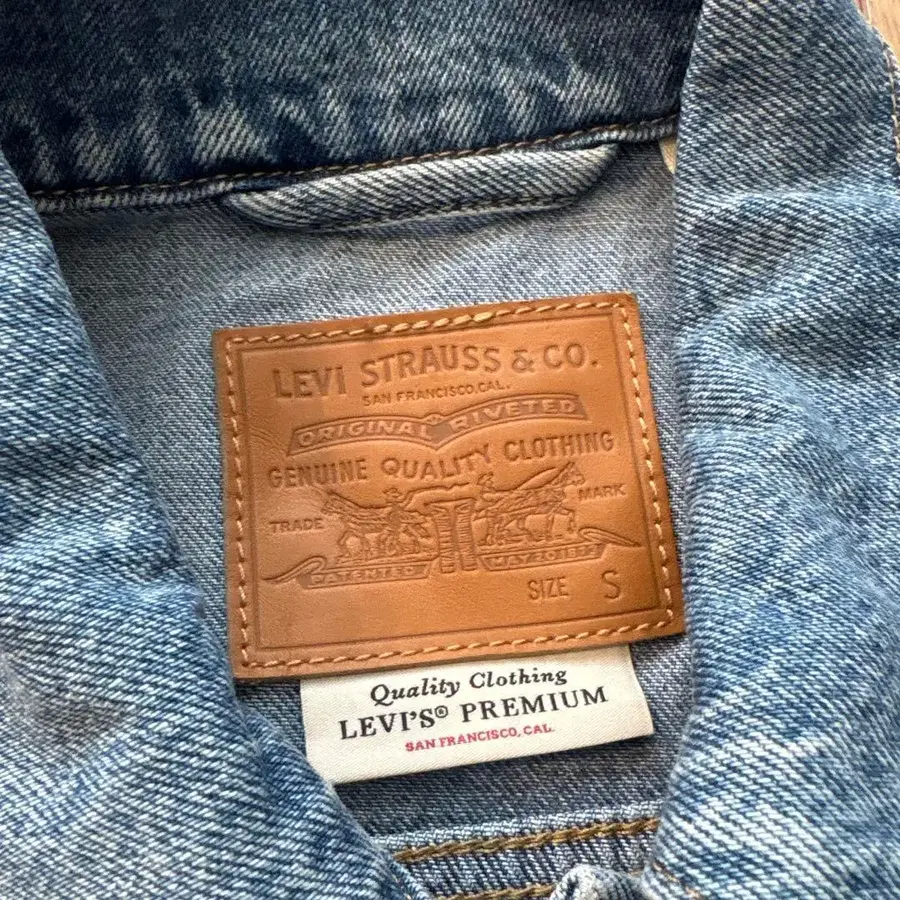 LEVI STRAUSS & CO.
SAN FRANCISCO, CAL.
ORIGINAL RIVETED
GENUINE QUALITY CLOTHING
TRADE MARK
PATENTED MAY 20 1873
SIZE S
Quality Clothing
LEVI'S® PREMIUM
SAN FRANCISCO, CAL.